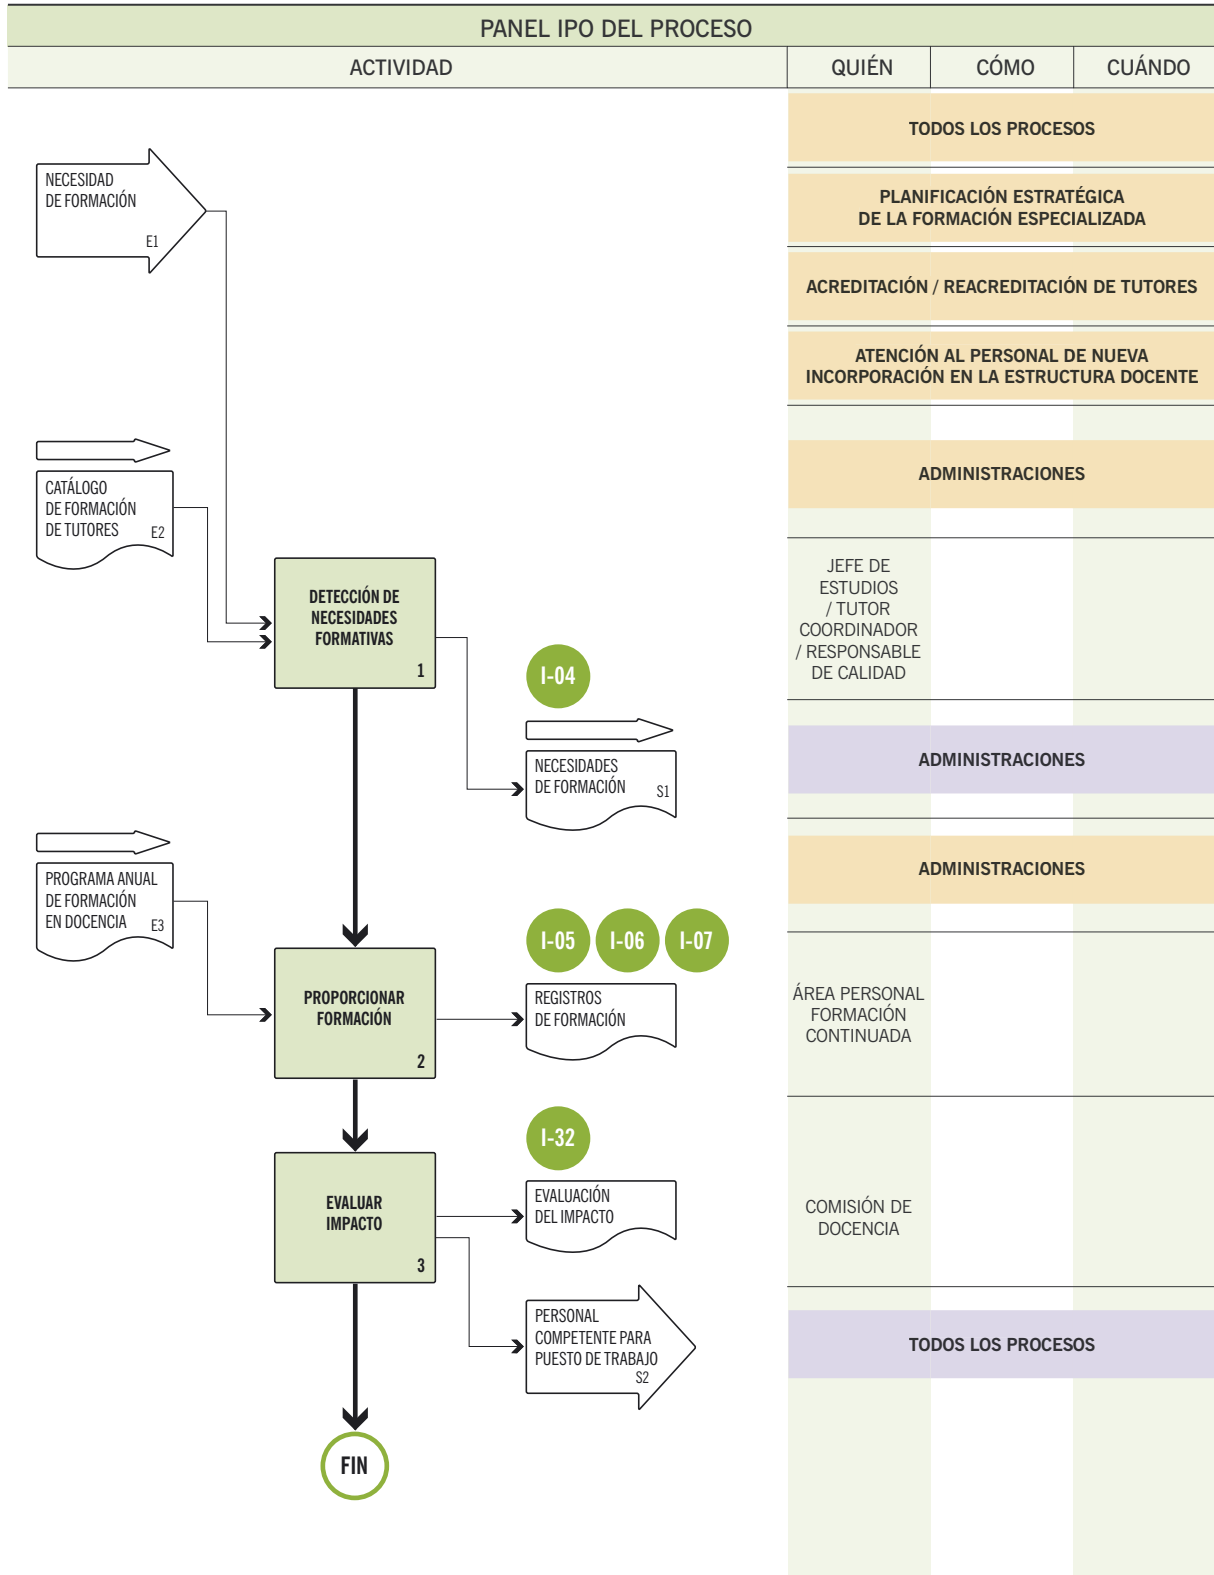 PANEL IPO DEL PROCESO
ACTIVIDAD
QUIÉN
CÓMO
CUÁNDO
TODOS LOS PROCESOS
NECESIDAD
DE FORMACIÓN
E1
PLANIFICACIÓN ESTRATÉGICA
DE LA FORMACIÓN ESPECIALIZADA
ACREDITACIÓN / REACREDITACIÓN DE TUTORES
ATENCIÓN AL PERSONAL DE NUEVA
INCORPORACIÓN EN LA ESTRUCTURA DOCENTE
CATÁLOGO
DE FORMACIÓN
DE TUTORES
E2
ADMINISTRACIONES
DETECCIÓN DE
NECESIDADES
FORMATIVAS
1
JEFE DE
ESTUDIOS
/ TUTOR
COORDINADOR
/ RESPONSABLE
DE CALIDAD
I-04
NECESIDADES
DE FORMACIÓN
S1
ADMINISTRACIONES
PROGRAMA ANUAL
DE FORMACIÓN
EN DOCENCIA
E3
ADMINISTRACIONES
I-05
I-06
I-07
PROPORCIONAR
FORMACIÓN
2
REGISTROS
DE FORMACIÓN
ÁREA PERSONAL
FORMACIÓN
CONTINUADA
I-32
EVALUAR
IMPACTO
3
EVALUACIÓN
DEL IMPACTO
COMISIÓN DE
DOCENCIA
PERSONAL
COMPETENTE PARA
PUESTO DE TRABAJO
S2
TODOS LOS PROCESOS
FIN